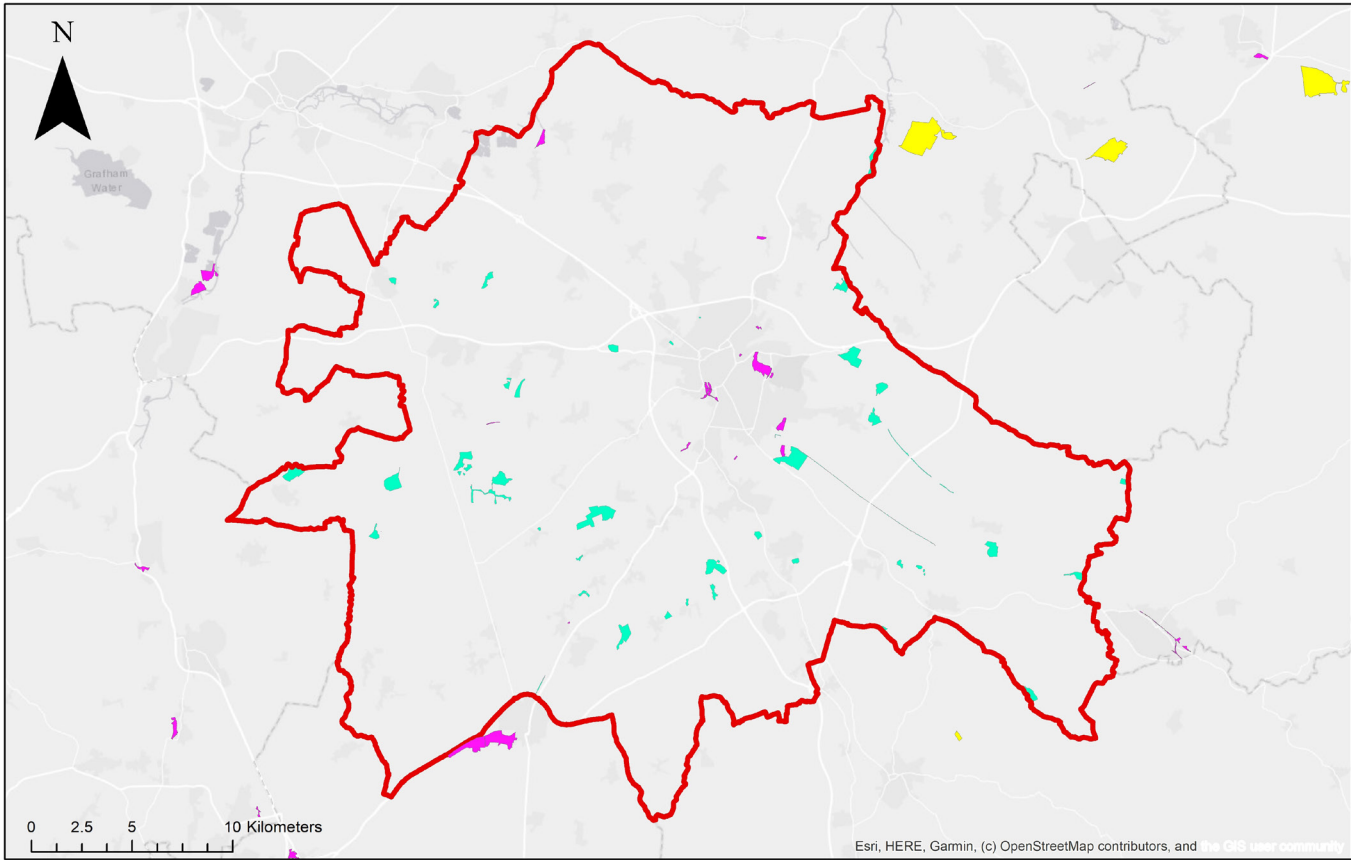 N
Grafham
Water
0 2.5 5 10 Kilometers
Esri, HERE, Garmin, (c) OpenStreetMap contributors, and the GIS user community